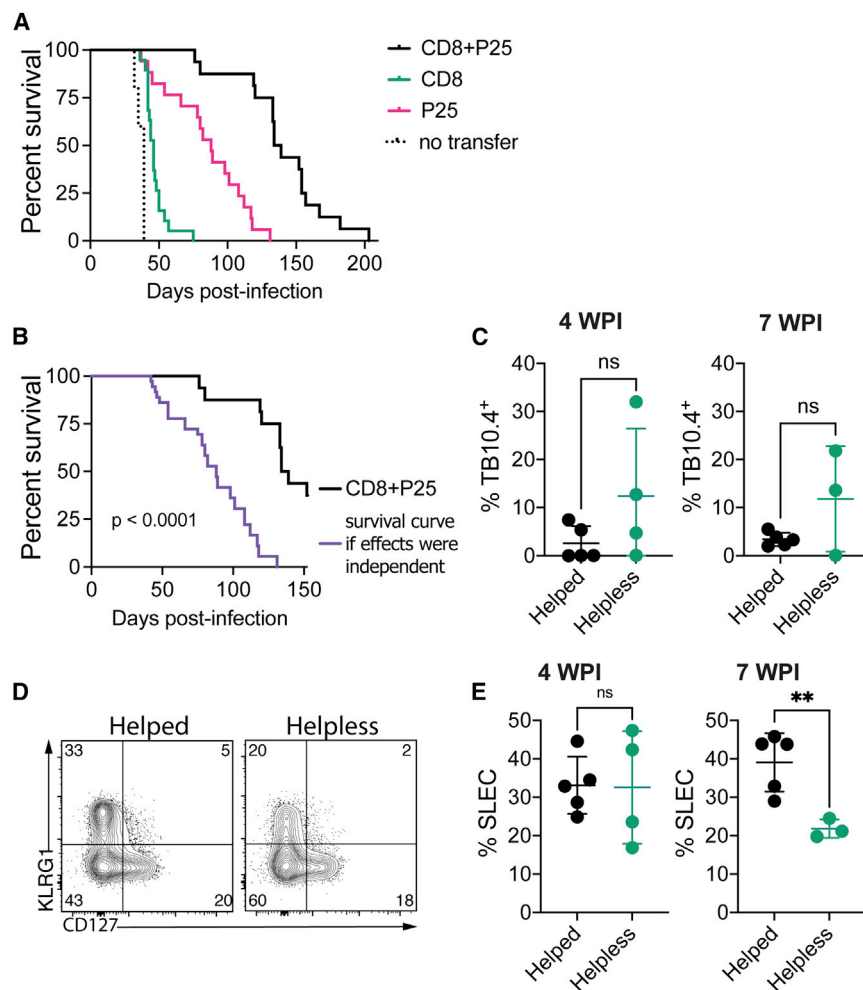 A
Percent survival
100
75
50
25
0
0 50 100 150 200
Days post-infection
CD8+P25
CD8
P25
no transfer
B
Percent survival
100
75
50
25
0
p < 0.0001
0 50 100 150
Days post-infection
CD8+P25
survival curve
if effects were
independent
C
4 WPI
% TB10.4+
40
30
20
10
0
ns
Helped
Helpless
7 WPI
% TB10.4+
40
30
20
10
0
ns
Helped
Helpless
D
Helped
33 5
43 20
Helpless
20 2
60 18
KLRG1
CD127
E
4 WPI
% SLEC
50
40
30
20
10
0
ns
Helped
Helpless
7 WPI
% SLEC
50
40
30
20
10
0
**
Helped
Helpless